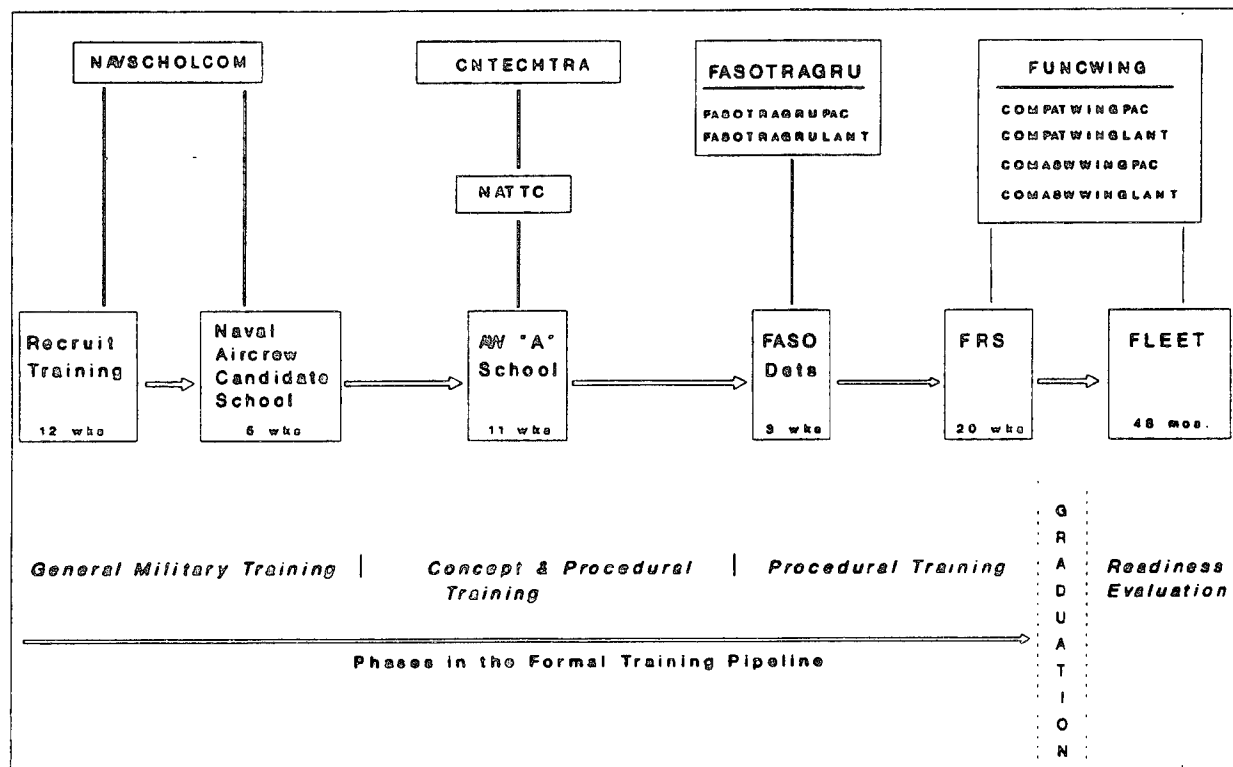 NAVSCHOLCOM
CNTECHTRA
NATTC
FASOTRAGRU
FASOTRAGRUPAC
FASOTRAGRULANT
FUNCWING
COMPATWINGPAC
COMPATWINGLANT
COMASWWINGPAC
COMASWWINGLANT
Recruit
Training
12 wks
Naval
Aircrew
Candidate
School
wks
AW "A"
School
11 wks
FASO
Dets
wks
FRS
20 wks
FLEET
48 mos.
General Military Training
Concept & Procedural
Training
Procedural Training
GRADUATION
Readiness
Evaluation
Phases in the Formal Training Pipeline